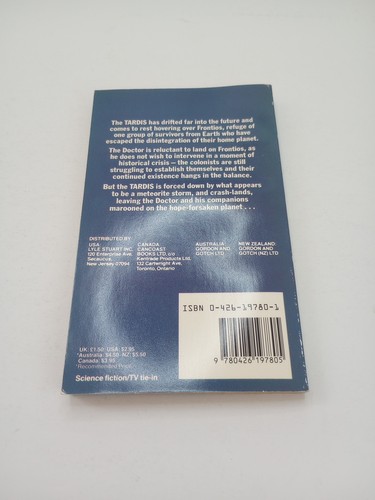 The TARDIS has drifted far into the future and
comes to rest hovering over Frontios, refuge of
one group of survivors from Earth who have
escaped the disintegration of their home planet.
The Doctor is reluctant to land on Frontios, as
he does not wish to intervene in a moment of
historical crisis – the colonists are still
struggling to establish themselves and their
continued existence hangs in the balance.
But the TARDIS is forced down by what appears
to be a meteorite storm, and crash-lands,
leaving the Doctor and his companions
marooned on the hope-forsaken planet . . .
DISTRIBUTED BY
USA:
LYLE STUART INC.
120 Enterprise Ave.
Secaucus,
New Jersey 07094
CANADA:
CANCOAST
BOOKS LTD, c/o
Kentrade Products Ltd.
132 Cartwright Ave,
Toronto, Ontario
AUSTRALIA:
GORDON AND
GOTCH LTD
NEW ZEALAND:
GORDON AND
GOTCH (NZ) LTD
UK: £1.50 USA: $2.95
*Australia: $4.95 NZ: $5.50
Canada: $3.95
*Recommended Price
Science fiction/TV tie-in
ISBN 0-426-19780-1
9 780426 197805